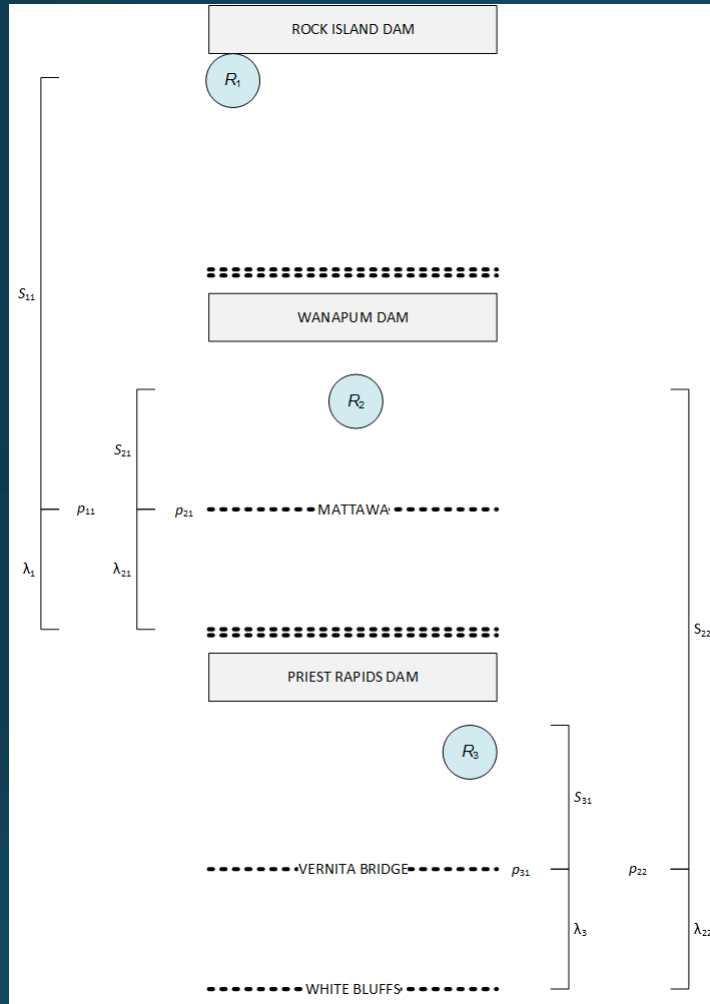 ROCK ISLAND DAM
R₁
S₁₁
WANAPUM DAM
R₂
S₂₁
p₁₁
p₂₁
MATTAWA
λ₁
λ₂₁
S₂₂
PRIEST RAPIDS DAM
R₃
S₃₁
VERNITA BRIDGE
p₃₁
p₂₂
λ₃
λ₂₂
WHITE BLUFFS